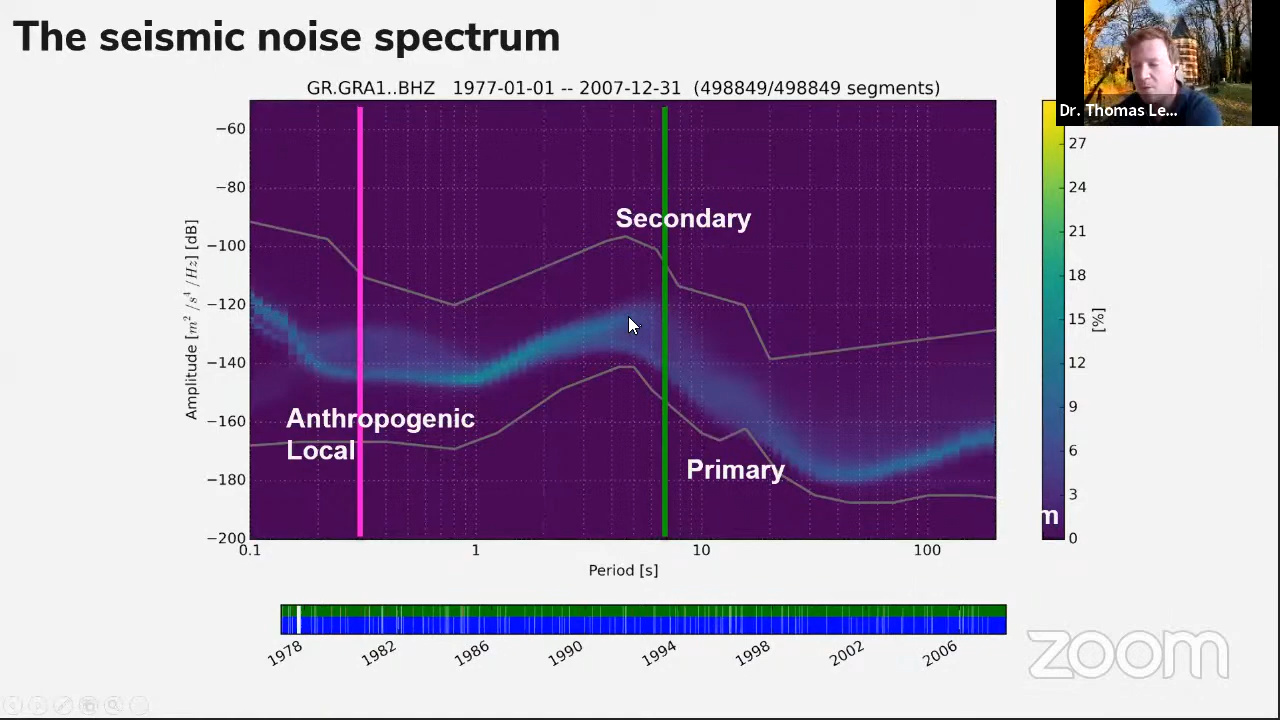 The seismic noise spectrum
Dr. Thomas Le...
GR.GRA1..BHZ 1977-01-01 -- 2007-12-31 (498849/498849 segments)
Amplitude [m²/s⁴/Hz] [dB]
−60
−80
−100
−120
−140
−160
−180
−200
Secondary
Anthropogenic
Local
Primary
0.1
1
10
100
Period [s]
27
24
21
18
15
12
9
6
3
0
[%]
m
1978
1982
1986
1990
1994
1998
2002
2006
zoom